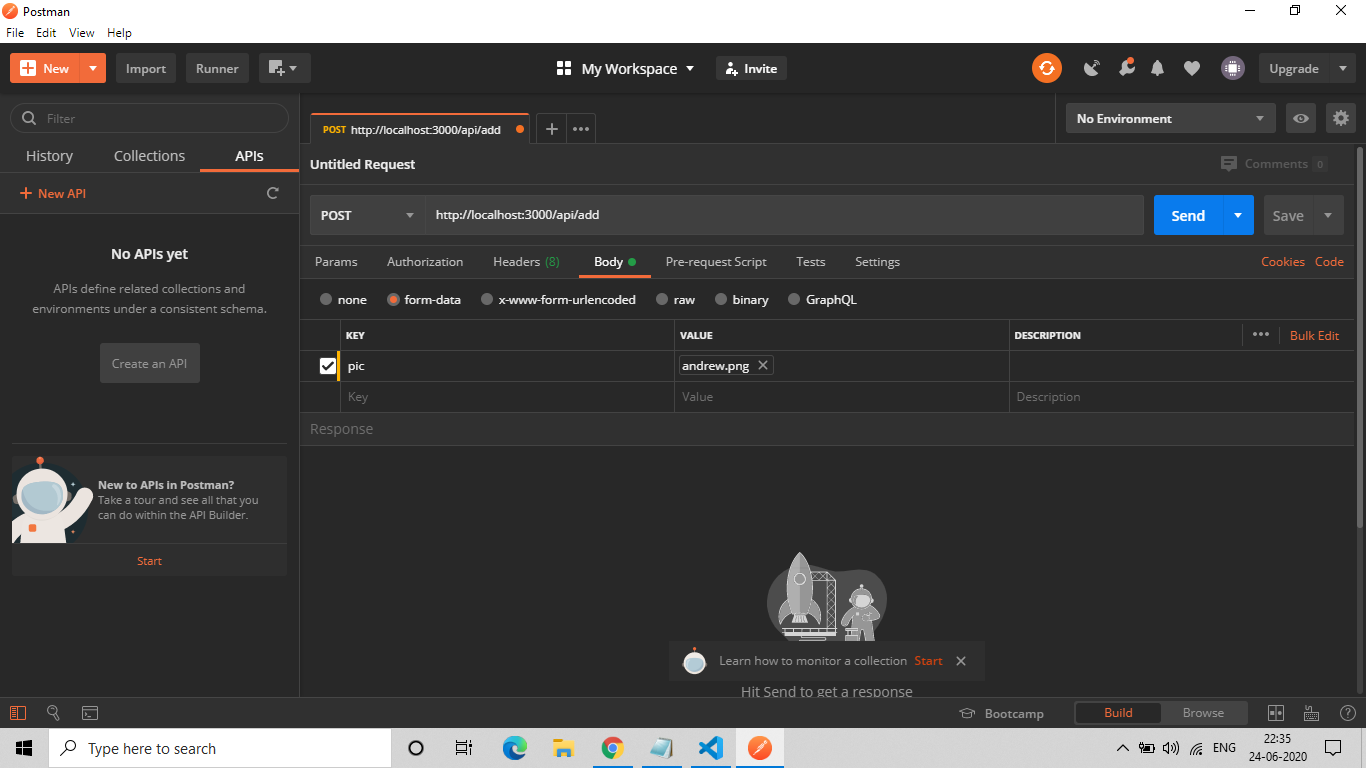 Postman
File Edit View Help
New Import Runner My Workspace Invite Upgrade
Filter
POST http://localhost:3000/api/add
No Environment
History Collections APIs
Untitled Request
Comments 0
New API
POST http://localhost:3000/api/add Send Save
No APIs yet
APIs define related collections and
environments under a consistent schema.
Create an API
Params Authorization Headers (8) Body Pre-request Script Tests Settings Cookies Code
none form-data x-www-form-urlencoded raw binary GraphQL
KEY VALUE DESCRIPTION Bulk Edit
pic andrew.png
Key Value Description
Response
New to APIs in Postman?
Take a tour and see all that you
can do within the API Builder.
Start
Learn how to monitor a collection Start
Hit Send to get a response
Bootcamp Build Browse
Type here to search
ENG
22:35
24-06-2020